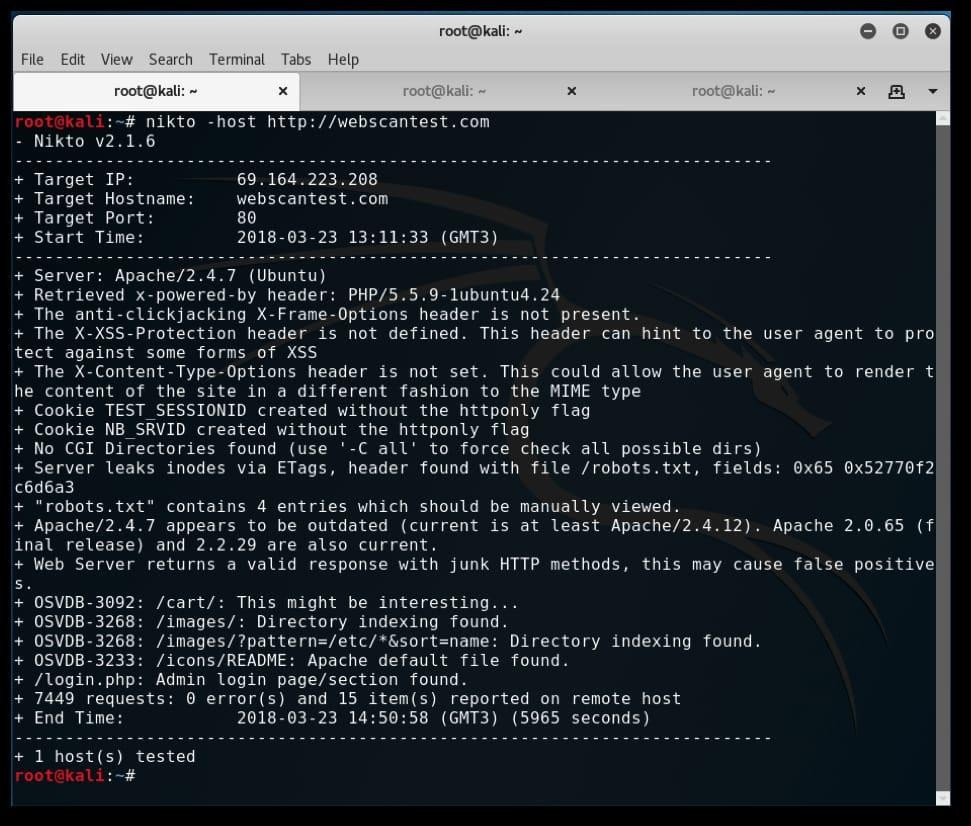 root@kali: ~
File Edit View Search Terminal Tabs Help
root@kali: ~ root@kali: ~ root@kali: ~
root@kali:~# nikto -host http://webscantest.com
- Nikto v2.1.6
---------------------------------------------------------------------------
+ Target IP:          69.164.223.208
+ Target Hostname:    webscantest.com
+ Target Port:        80
+ Start Time:         2018-03-23 13:11:33 (GMT3)
---------------------------------------------------------------------------
+ Server: Apache/2.4.7 (Ubuntu)
+ Retrieved x-powered-by header: PHP/5.5.9-1ubuntu4.24
+ The anti-clickjacking X-Frame-Options header is not present.
+ The X-XSS-Protection header is not defined. This header can hint to the user agent to pro
tect against some forms of XSS
+ The X-Content-Type-Options header is not set. This could allow the user agent to render t
he content of the site in a different fashion to the MIME type
+ Cookie TEST_SESSIONID created without the httponly flag
+ Cookie NB_SRVID created without the httponly flag
+ No CGI Directories found (use '-C all' to force check all possible dirs)
+ Server leaks inodes via ETags, header found with file /robots.txt, fields: 0x65 0x52770f2
c6d6a3
+ "robots.txt" contains 4 entries which should be manually viewed.
+ Apache/2.4.7 appears to be outdated (current is at least Apache/2.4.12). Apache 2.0.65 (f
inal release) and 2.2.29 are also current.
+ Web Server returns a valid response with junk HTTP methods, this may cause false positive
s.
+ OSVDB-3092: /cart/: This might be interesting...
+ OSVDB-3268: /images/: Directory indexing found.
+ OSVDB-3268: /images/?pattern=/etc/*&sort=name: Directory indexing found.
+ OSVDB-3233: /icons/README: Apache default file found.
+ /login.php: Admin login page/section found.
+ 7449 requests: 0 error(s) and 15 item(s) reported on remote host
+ End Time:           2018-03-23 14:50:58 (GMT3) (5965 seconds)
---------------------------------------------------------------------------
+ 1 host(s) tested
root@kali:~#